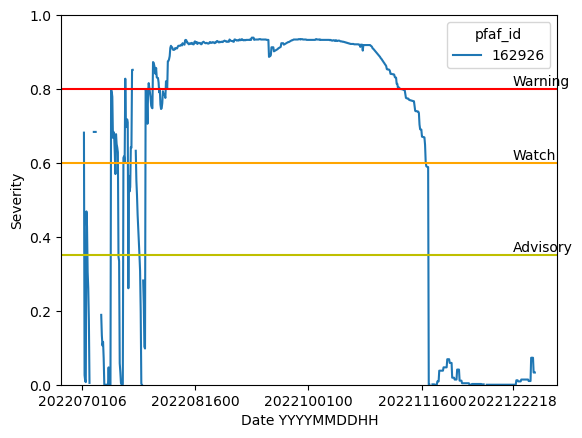 pfaf_id
162926
1.0
0.8
0.6
0.4
0.2
0.0
Severity
Warning
Watch
Advisory
2022070106 2022081600 2022100100 2022111600 2022122218
Date YYYYMMDDHH